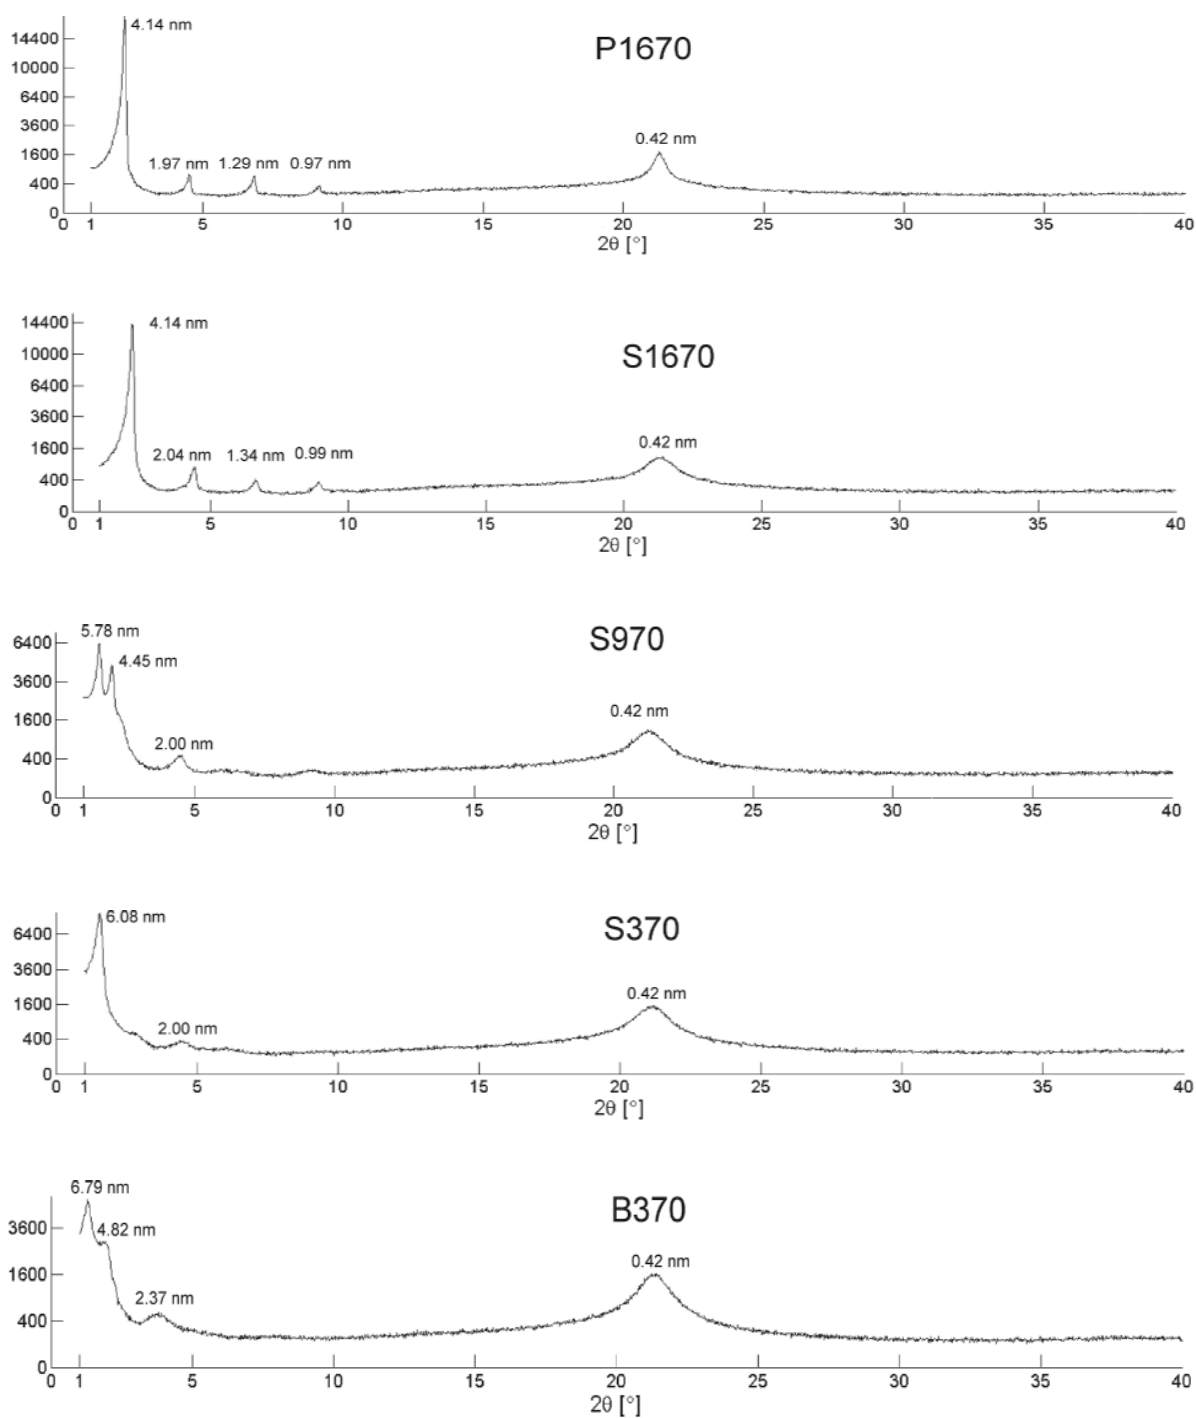 4.14 nm
P1670
14400
10000
6400
3600
1600
400
0
1.97 nm 1.29 nm 0.97 nm
0.42 nm
0 1 5 10 15 20 25 30 35 40
2θ [°]
14400
10000
6400
3600
1600
400
0
4.14 nm
S1670
2.04 nm 1.34 nm 0.99 nm
0.42 nm
0 1 5 10 15 20 25 30 35 40
2θ [°]
5.78 nm
S970
6400
3600
1600
400
0
4.45 nm
2.00 nm
0.42 nm
0 1 5 10 15 20 25 30 35 40
2θ [°]
6.08 nm
S370
6400
3600
1600
400
0
2.00 nm
0.42 nm
0 1 5 10 15 20 25 30 35 40
2θ [°]
6.79 nm
B370
3600
1600
400
0
4.82 nm
2.37 nm
0.42 nm
0 1 5 10 15 20 25 30 35 40
2θ [°]